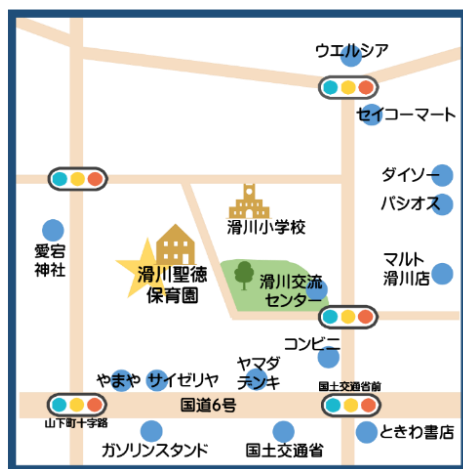 ウエルシア
セイコーマート
ダイソー
パシオス
滑川小学校
愛宕
神社
滑川聖徳
保育園
滑川交流
センター
マルト
滑川店
コンビニ
ヤマダ
デンキ
やまや
サイゼリヤ
国土交通省前
国道6号
山下町十字路
ガソリンスタンド
国土交通省
ときわ書店